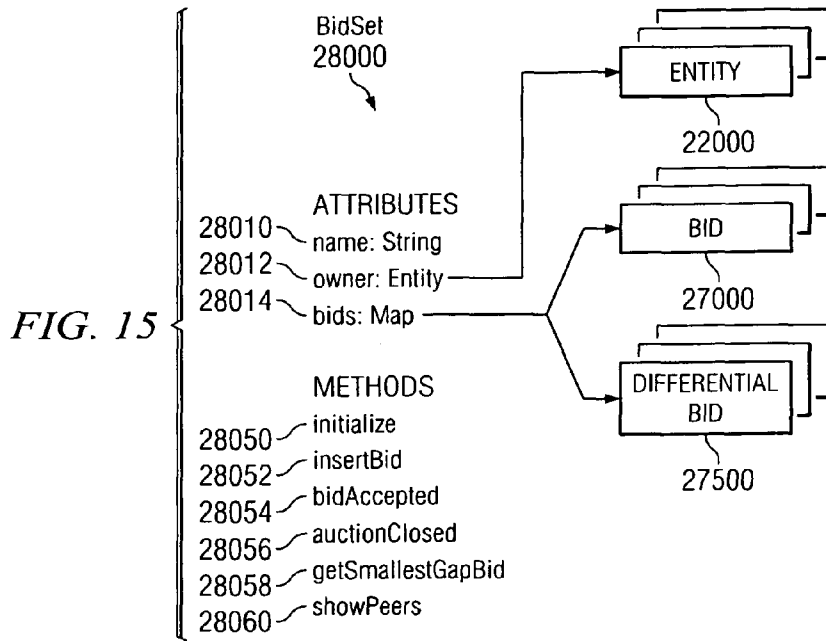 BidSet
28000
ENTITY
22000
ATTRIBUTES
28010 name: String
28012 owner: Entity
28014 bids: Map
BID
27000
FIG. 15
DIFFERENTIAL
BID
27500
METHODS
28050 initialize
28052 insertBid
28054 bidAccepted
28056 auctionClosed
28058 getSmallestGapBid
28060 showPeers